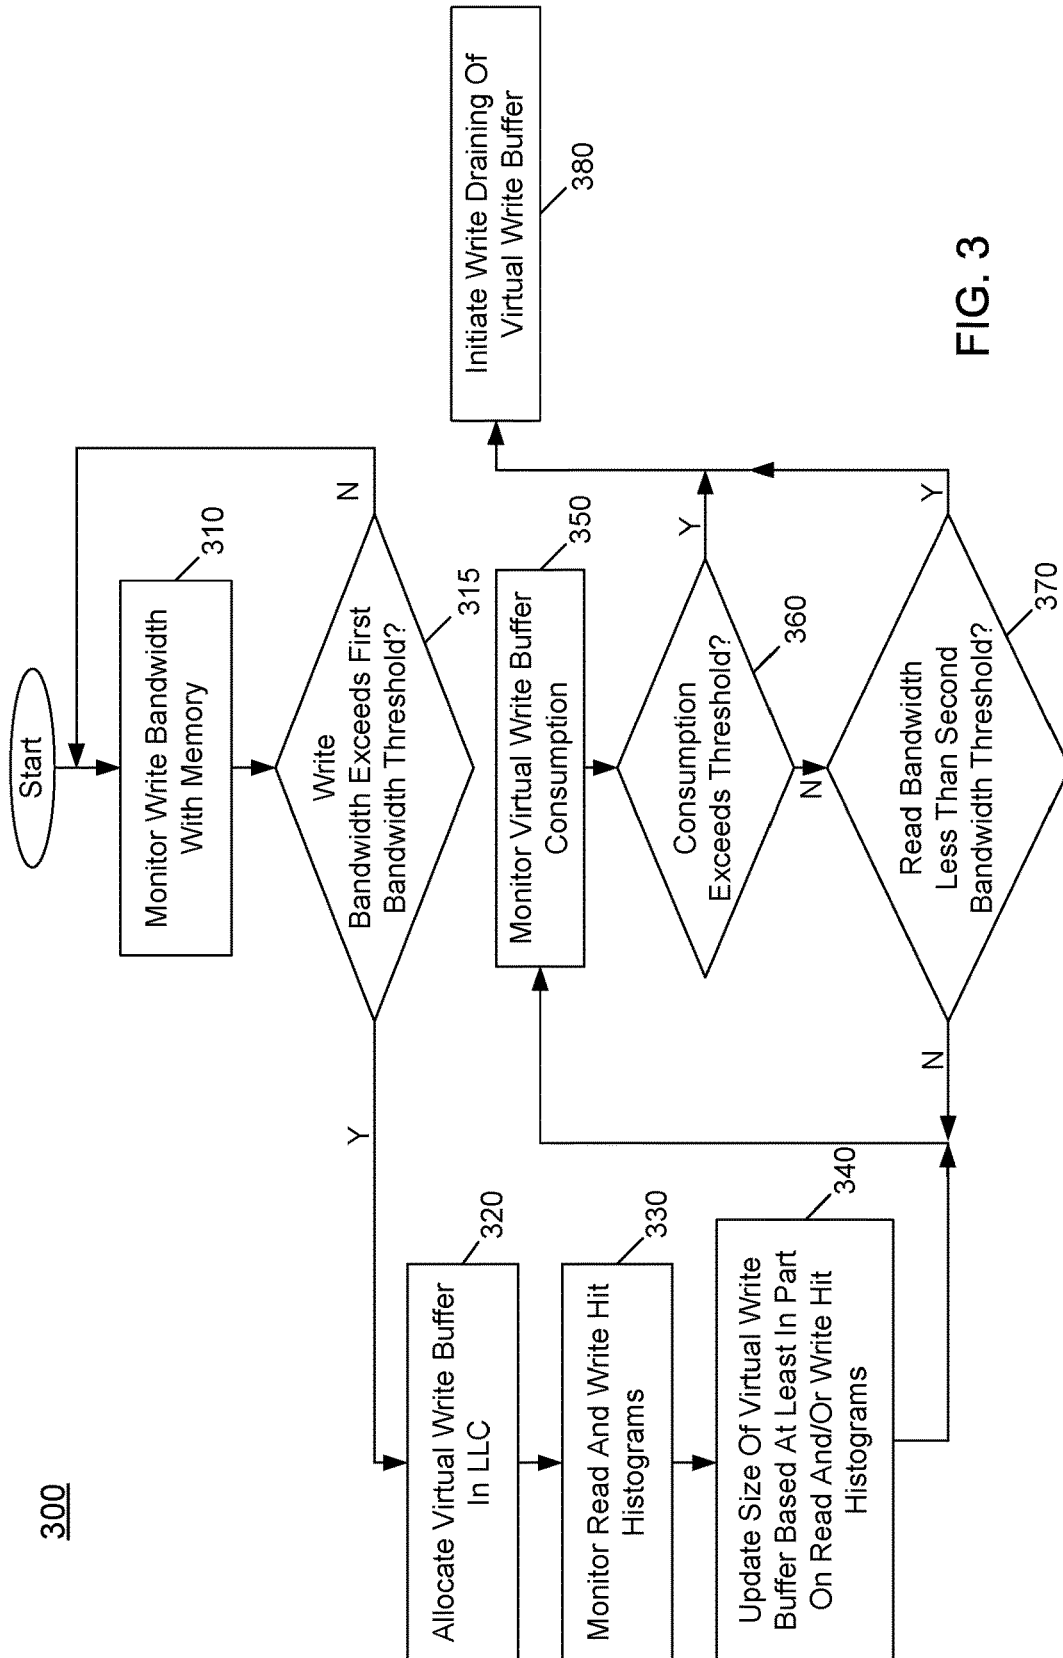 300
Start
Monitor Write Bandwidth
With Memory
310
Write
Bandwidth Exceeds First
Bandwidth Threshold?
315
N
Y
Allocate Virtual Write Buffer
In LLC
320
Monitor Read And Write Hit
Histograms
330
Update Size Of Virtual Write
Buffer Based At Least In Part
On Read And/Or Write Hit
Histograms
340
Monitor Virtual Write Buffer
Consumption
350
Consumption
Exceeds Threshold?
360
Y
N
Read Bandwidth
Less Than Second
Bandwidth Threshold?
370
N
Y
Initiate Write Draining Of
Virtual Write Buffer
380
FIG. 3